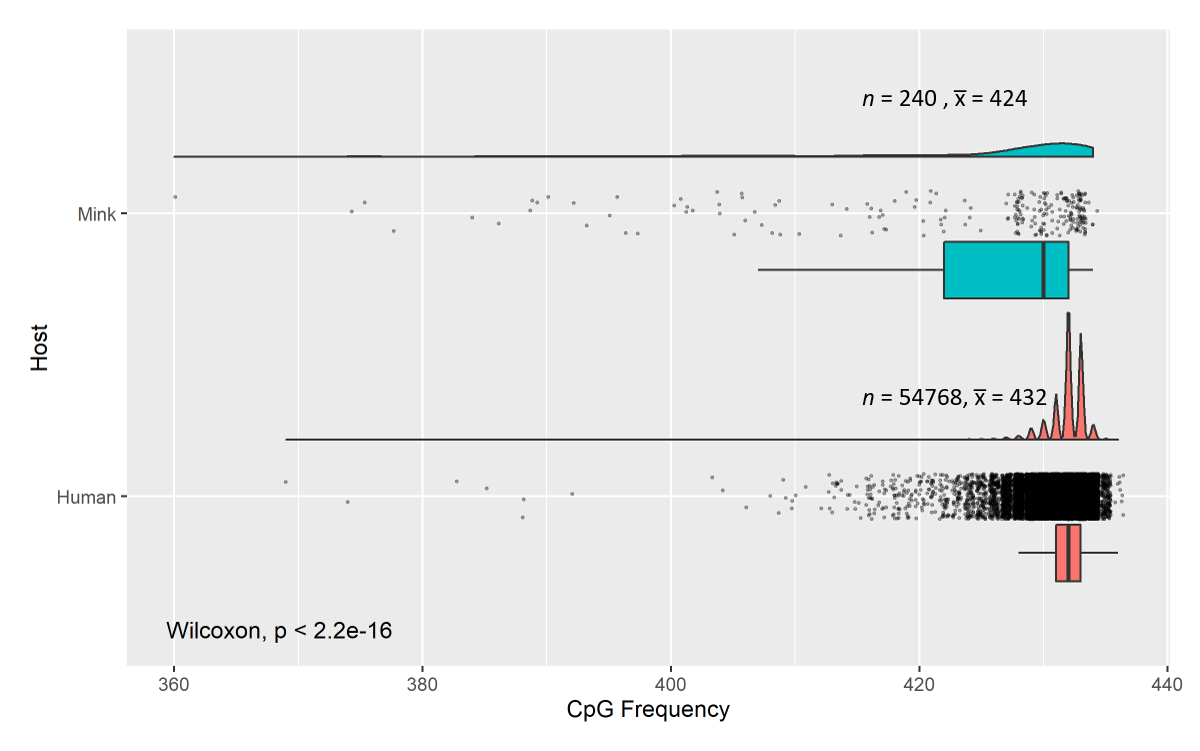 n = 240 , x̅ = 424
Mink
Host
n = 54768, x̅ = 432
Human
Wilcoxon, p < 2.2e-16
360 380 400 420 440
CpG Frequency